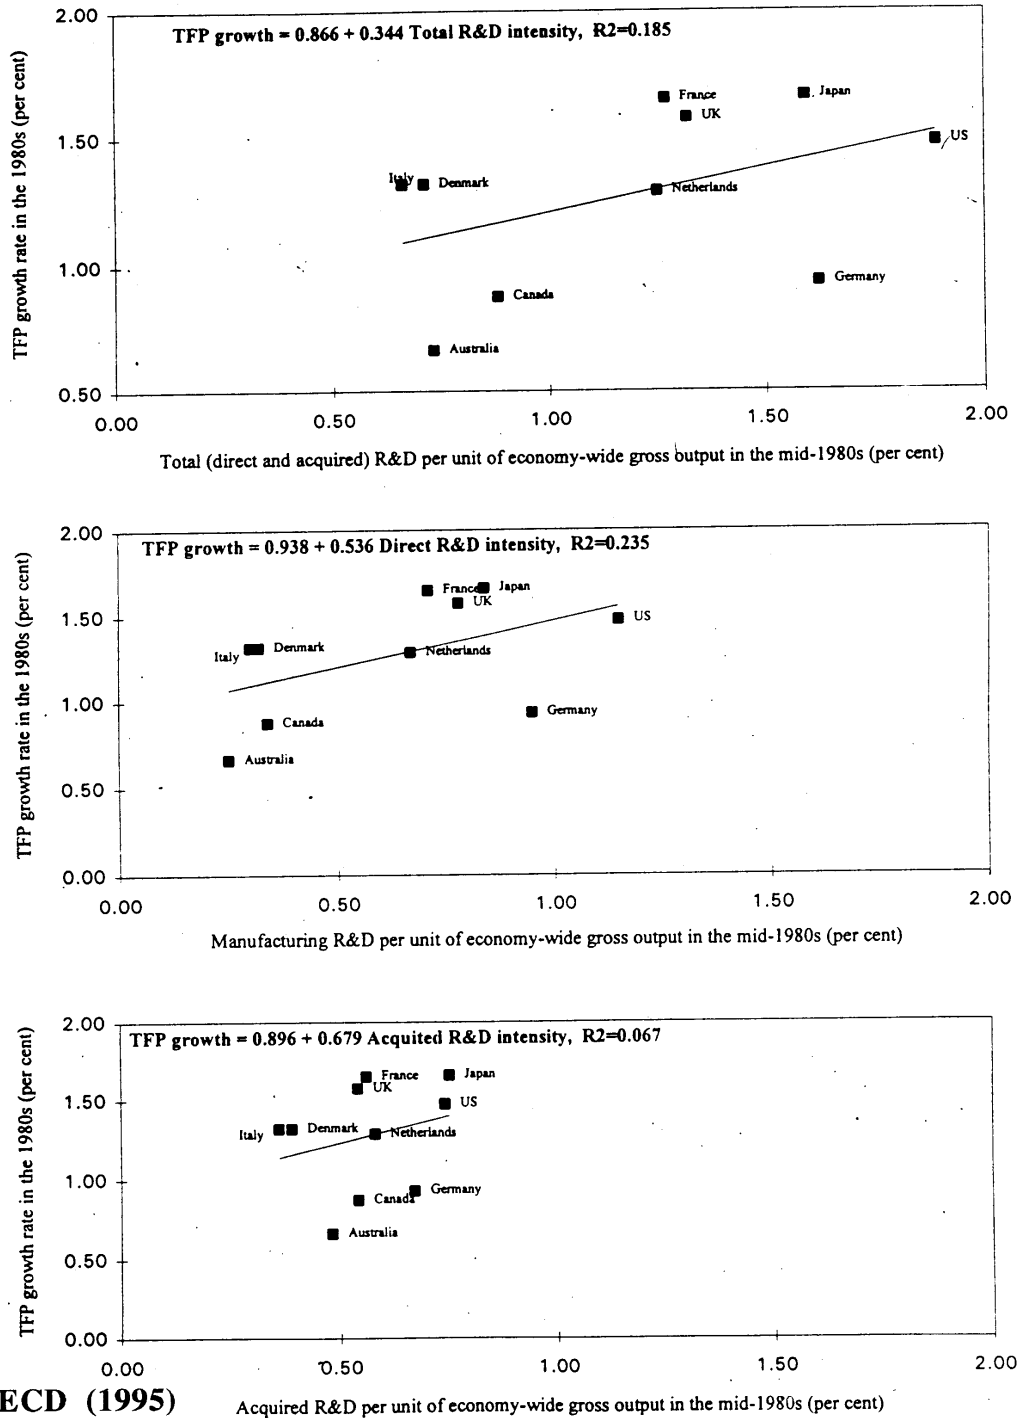 TFP growth = 0.866 + 0.344 Total R&D intensity, R2=0.185
TFP growth rate in the 1980s (per cent)
2.00
1.50
1.00
0.50
France
Japan
UK
US
Italy
Denmark
Netherlands
Canada
Germany
Australia
0.00 0.50 1.00 1.50 2.00
Total (direct and acquired) R&D per unit of economy-wide gross output in the mid-1980s (per cent)
TFP growth = 0.938 + 0.536 Direct R&D intensity, R2=0.235
TFP growth rate in the 1980s (per cent)
2.00
1.50
1.00
0.50
0.00
France
Japan
UK
US
Italy
Denmark
Netherlands
Canada
Germany
Australia
0.00 0.50 1.00 1.50 2.00
Manufacturing R&D per unit of economy-wide gross output in the mid-1980s (per cent)
TFP growth = 0.896 + 0.679 Acquited R&D intensity, R2=0.067
TFP growth rate in the 1980s (per cent)
2.00
1.50
1.00
0.50
0.00
France
Japan
UK
US
Italy
Denmark
Netherlands
Canada
Germany
Australia
0.00 0.50 1.00 1.50 2.00
ECD (1995)
Acquired R&D per unit of economy-wide gross output in the mid-1980s (per cent)